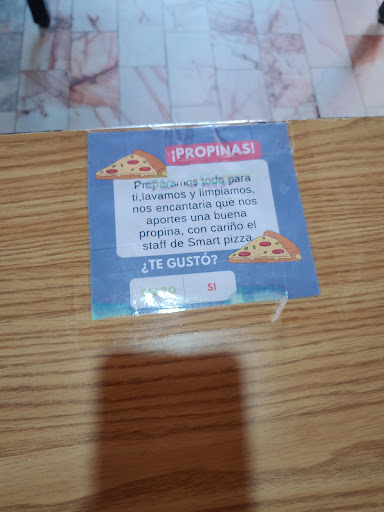 ¡PROPINAS!
Preparamos todo para
ti,lavamos y limpiamos,
nos encantaria que nos
aportes una buena
propina, con cariño el
staff de Smart pizza
¿TE GUSTÓ?
SI